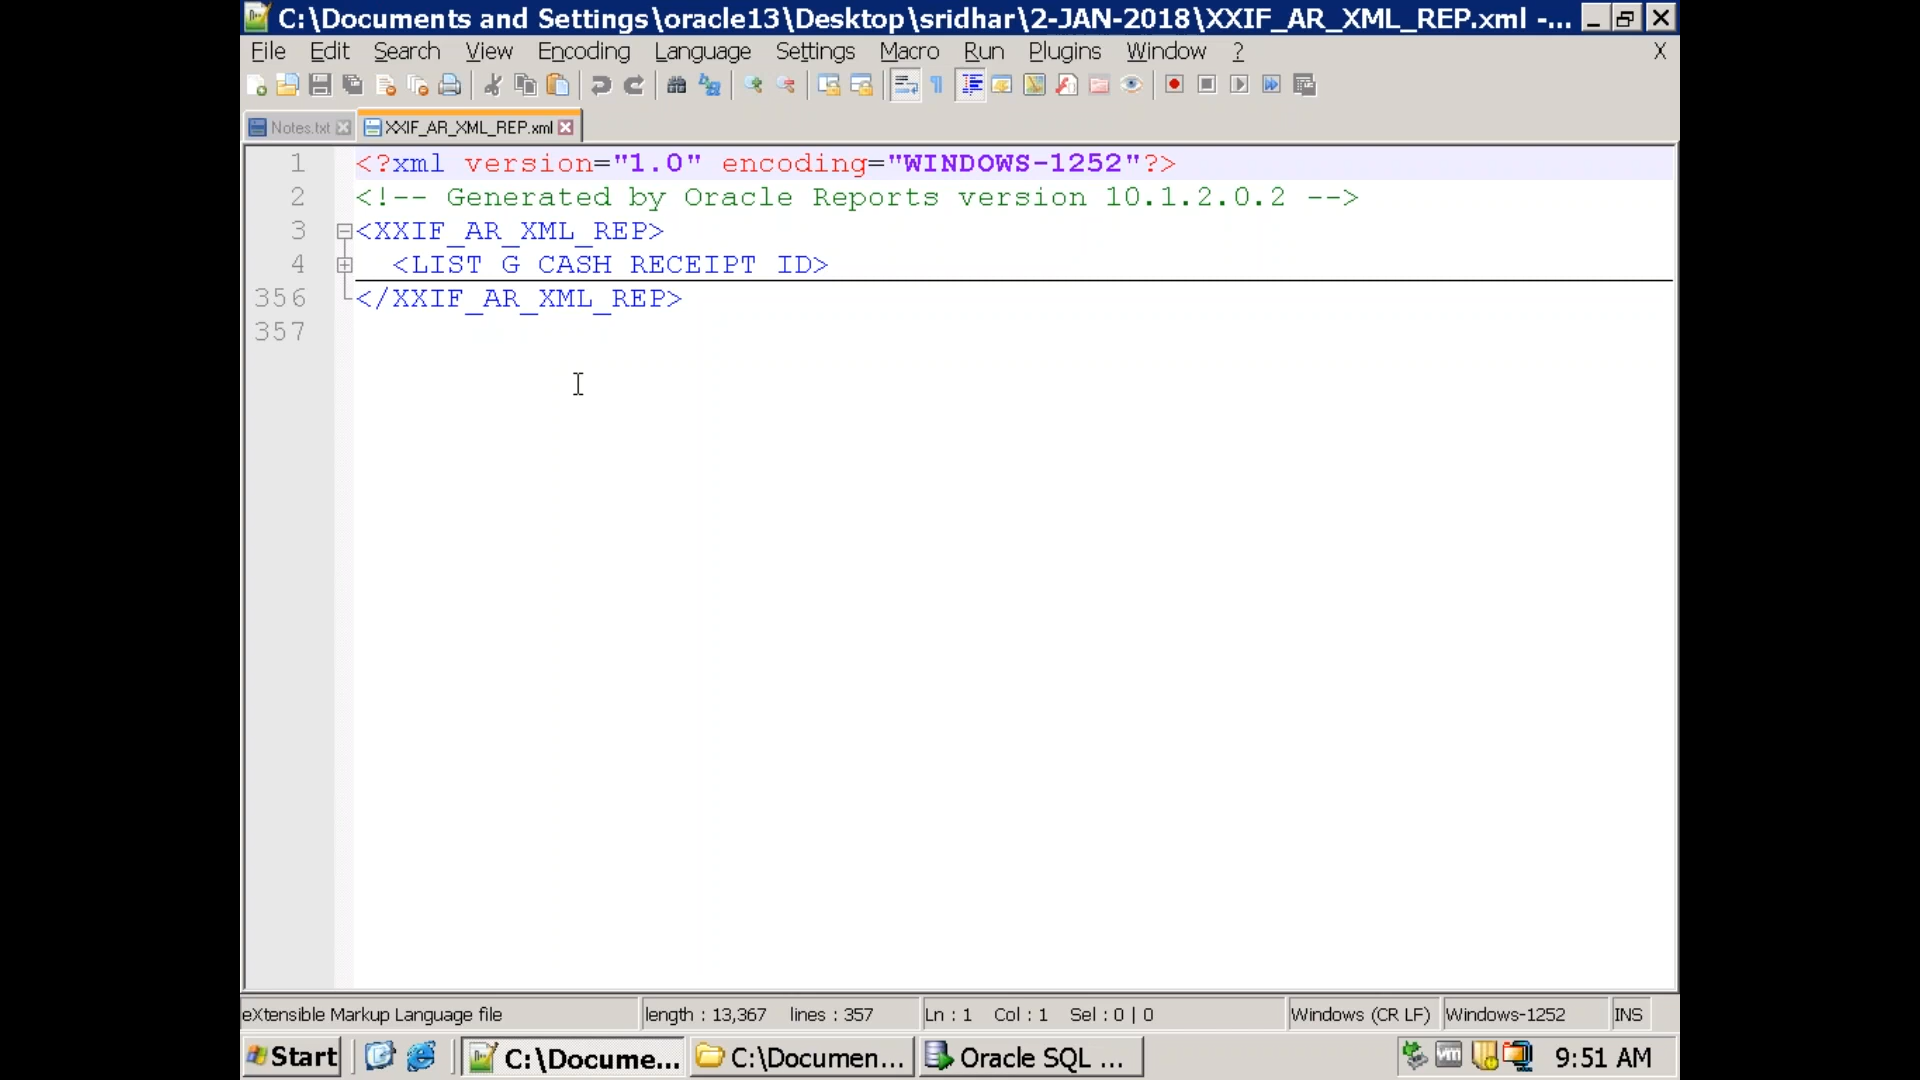 C:\Documents and Settings\oracle13\Desktop\sridhar\2-JAN-2018\XXIF_AR_XML_REP.xml -...
File Edit Search View Encoding Language Settings Macro Run Plugins Window ? X
Notes.txt XXIF_AR_XML_REP.xml
1 <?xml version="1.0" encoding="WINDOWS-1252"?>
2 <!-- Generated by Oracle Reports version 10.1.2.0.2 -->
3 <XXIF_AR_XML_REP>
4 <LIST_G_CASH_RECEIPT_ID>
356 </XXIF_AR_XML_REP>
357
eXtensible Markup Language file length : 13,367 lines : 357 Ln : 1 Col : 1 Sel : 0 | 0 Windows (CR LF) Windows-1252 INS
Start C:\Docume... C:\Documen... Oracle SQL ... 9:51 AM